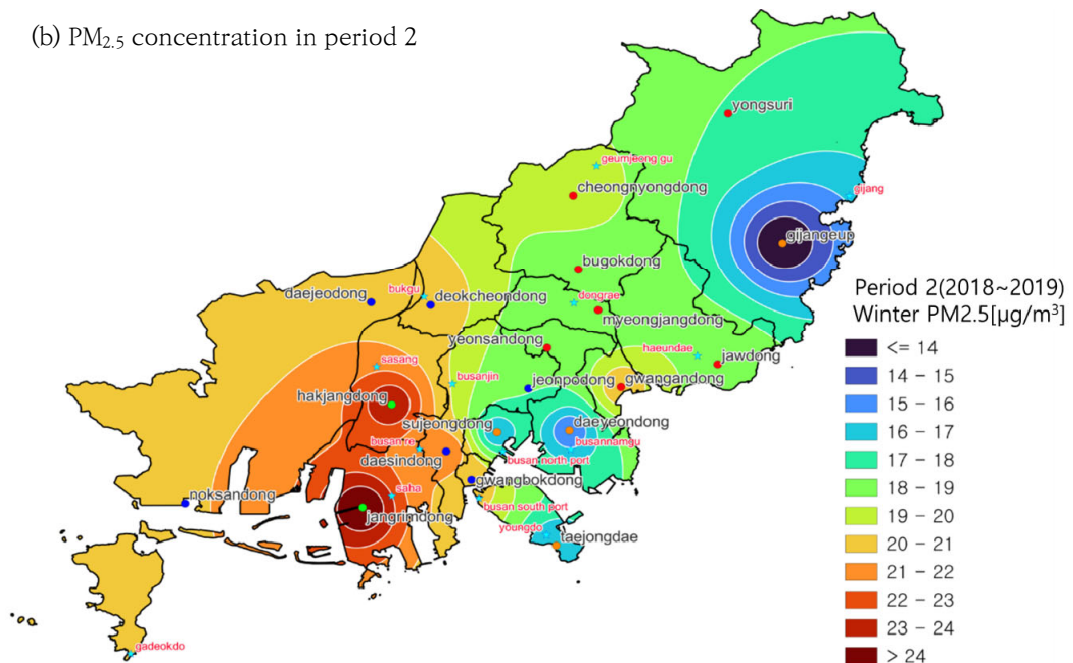 (b) PM2.5 concentration in period 2
yongsuri
geumjeong gu
cheongnyongdong
gijang
gijangeup
bugokdong
daejeodong
bukgu
deokcheondong
dongrae
myeongjangdong
yeonsandong
haeundae
jawdong
sasang
busanjin
jeonpodong
gwangandong
hakjangdong
sujeongdong
daeyeondong
busannamgu
daesindong
busan north port
gwangbokdong
noksandong
saha
busan south port
jangrimdong
youngdo
taejongdae
gadeokdo
Period 2(2018~2019)
Winter PM2.5[μg/m³]
<= 14
14 - 15
15 - 16
16 - 17
17 - 18
18 - 19
19 - 20
20 - 21
21 - 22
22 - 23
23 - 24
> 24